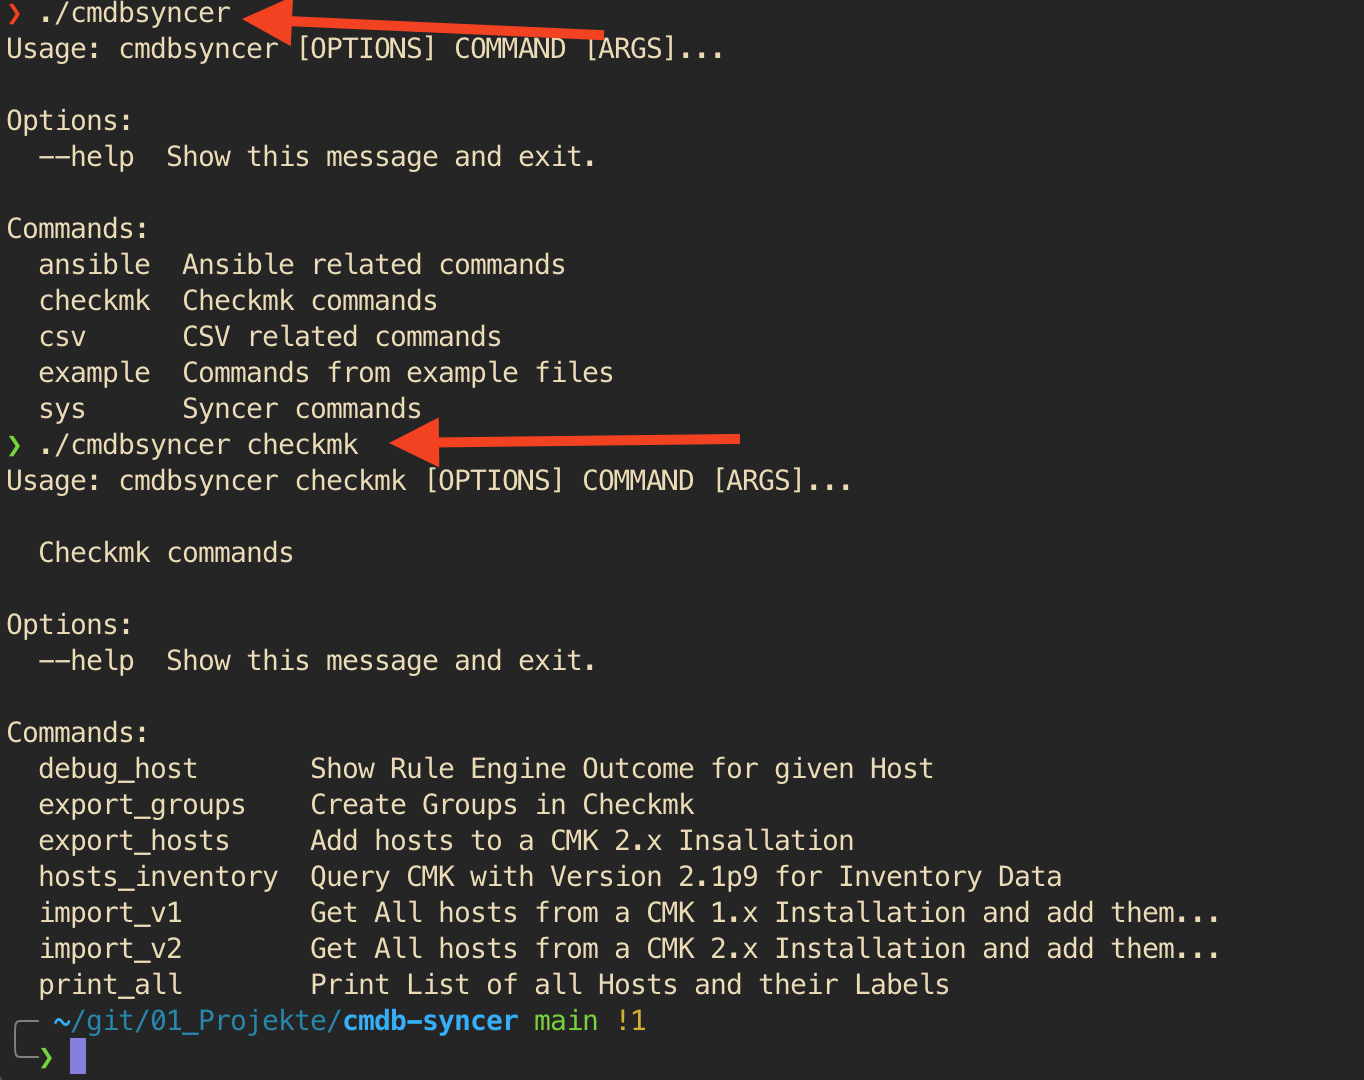 ❯ ./cmdbsyncer
Usage: cmdbsyncer [OPTIONS] COMMAND [ARGS]...
Options:
  --help  Show this message and exit.
Commands:
  ansible  Ansible related commands
  checkmk  Checkmk commands
  csv      CSV related commands
  example  Commands from example files
  sys      Syncer commands
❯ ./cmdbsyncer checkmk
Usage: cmdbsyncer checkmk [OPTIONS] COMMAND [ARGS]...
  Checkmk commands
Options:
  --help  Show this message and exit.
Commands:
  debug_host       Show Rule Engine Outcome for given Host
  export_groups    Create Groups in Checkmk
  export_hosts     Add hosts to a CMK 2.x Insallation
  hosts_inventory  Query CMK with Version 2.1p9 for Inventory Data
  import_v1        Get All hosts from a CMK 1.x Installation and add them...
  import_v2        Get All hosts from a CMK 2.x Installation and add them...
  print_all        Print List of all Hosts and their Labels
~/git/01_Projekte/cmdb-syncer main !1
❯